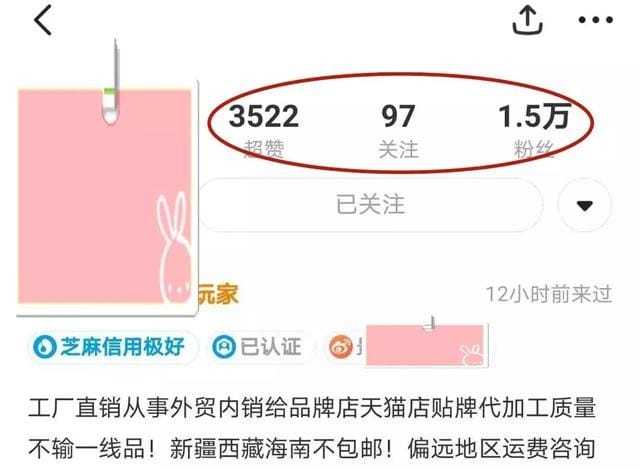 3522 97 1.5万
超赞 关注 粉丝
已关注
玩家 12小时前来过
芝麻信用极好 已认证
工厂直销从事外贸内销给品牌店天猫店贴牌代加工质量
不输一线品！新疆西藏海南不包邮！偏远地区运费咨询